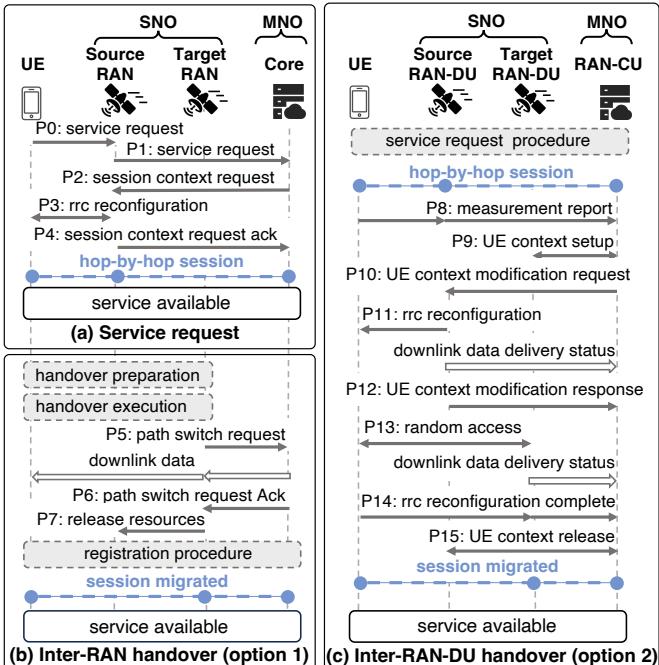 SNO
MNO
UE
Source
RAN
Target
RAN
Core
P0: service request
P1: service request
P2: session context request
P3: rrc reconfiguration
P4: session context request ack
hop-by-hop session
service available
(a) Service request
handover preparation
handover execution
P5: path switch request
downlink data
P6: path switch request Ack
P7: release resources
registration procedure
session migrated
service available
(b) Inter-RAN handover (option 1)
SNO
MNO
UE
Source
RAN-DU
Target
RAN-DU
RAN-CU
service request procedure
hop-by-hop session
P8: measurement report
P9: UE context setup
P10: UE context modification request
P11: rrc reconfiguration
downlink data delivery status
P12: UE context modification response
P13: random access
downlink data delivery status
P14: rrc reconfiguration complete
P15: UE context release
session migrated
service available
(c) Inter-RAN-DU handover (option 2)